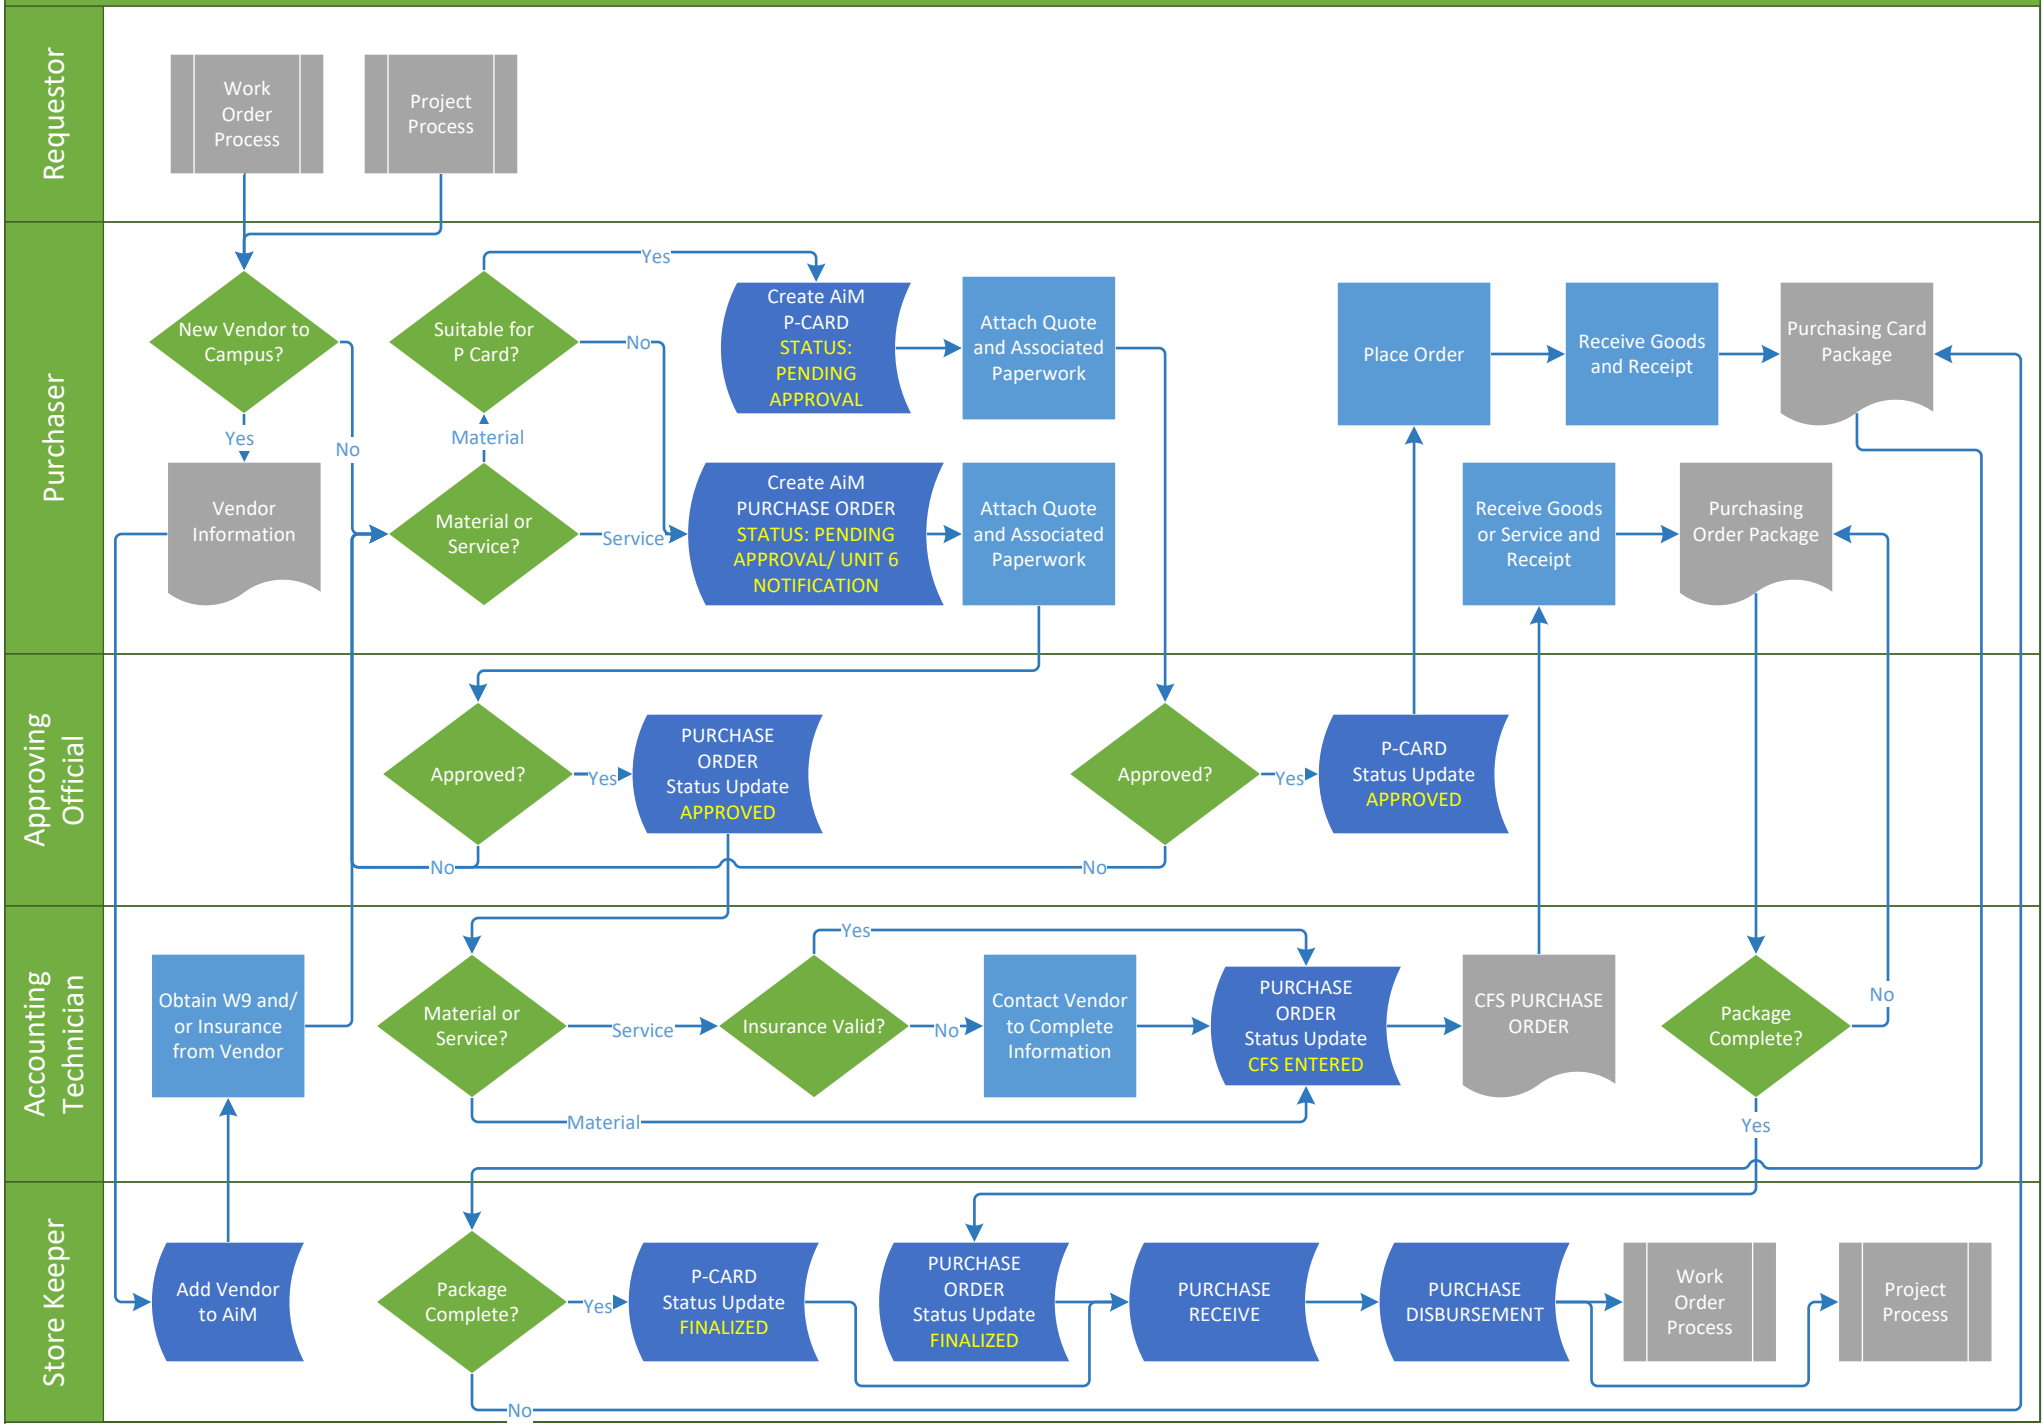 Requestor
Work
Order
Process
Project
Process
Purchaser
New Vendor to
Campus?
Yes
No
Vendor
Information
Suitable for
P Card?
Yes
No
Material
Material or
Service?
Service
Create AiM
P-CARD
STATUS:
PENDING
APPROVAL
Attach Quote
and Associated
Paperwork
Create AiM
PURCHASE ORDER
STATUS: PENDING
APPROVAL/ UNIT 6
NOTIFICATION
Attach Quote
and Associated
Paperwork
Place Order
Receive Goods
and Receipt
Purchasing Card
Package
Receive Goods
or Service and
Receipt
Purchasing
Order Package
Approving
Official
Approved?
Yes
No
PURCHASE
ORDER
Status Update
APPROVED
Approved?
Yes
No
P-CARD
Status Update
APPROVED
Accounting
Technician
Obtain W9 and/
or Insurance
from Vendor
Material or
Service?
Service
Material
Insurance Valid?
Yes
No
Contact Vendor
to Complete
Information
PURCHASE
ORDER
Status Update
CFS ENTERED
CFS PURCHASE
ORDER
Package
Complete?
No
Yes
Store Keeper
Add Vendor
to AiM
Package
Complete?
Yes
No
P-CARD
Status Update
FINALIZED
PURCHASE
ORDER
Status Update
FINALIZED
PURCHASE
RECEIVE
PURCHASE
DISBURSEMENT
Work
Order
Process
Project
Process